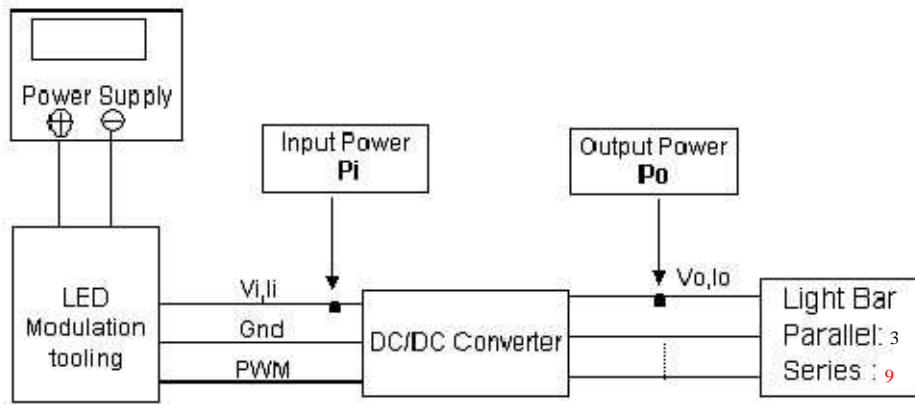 Power Supply
Input Power
Pi
Output Power
Po
LED
Modulation
tooling
Vi,Ii
Gnd
PWM
DC/DC Converter
Vo,Io
Light Bar
Parallel: 3
Series : 9